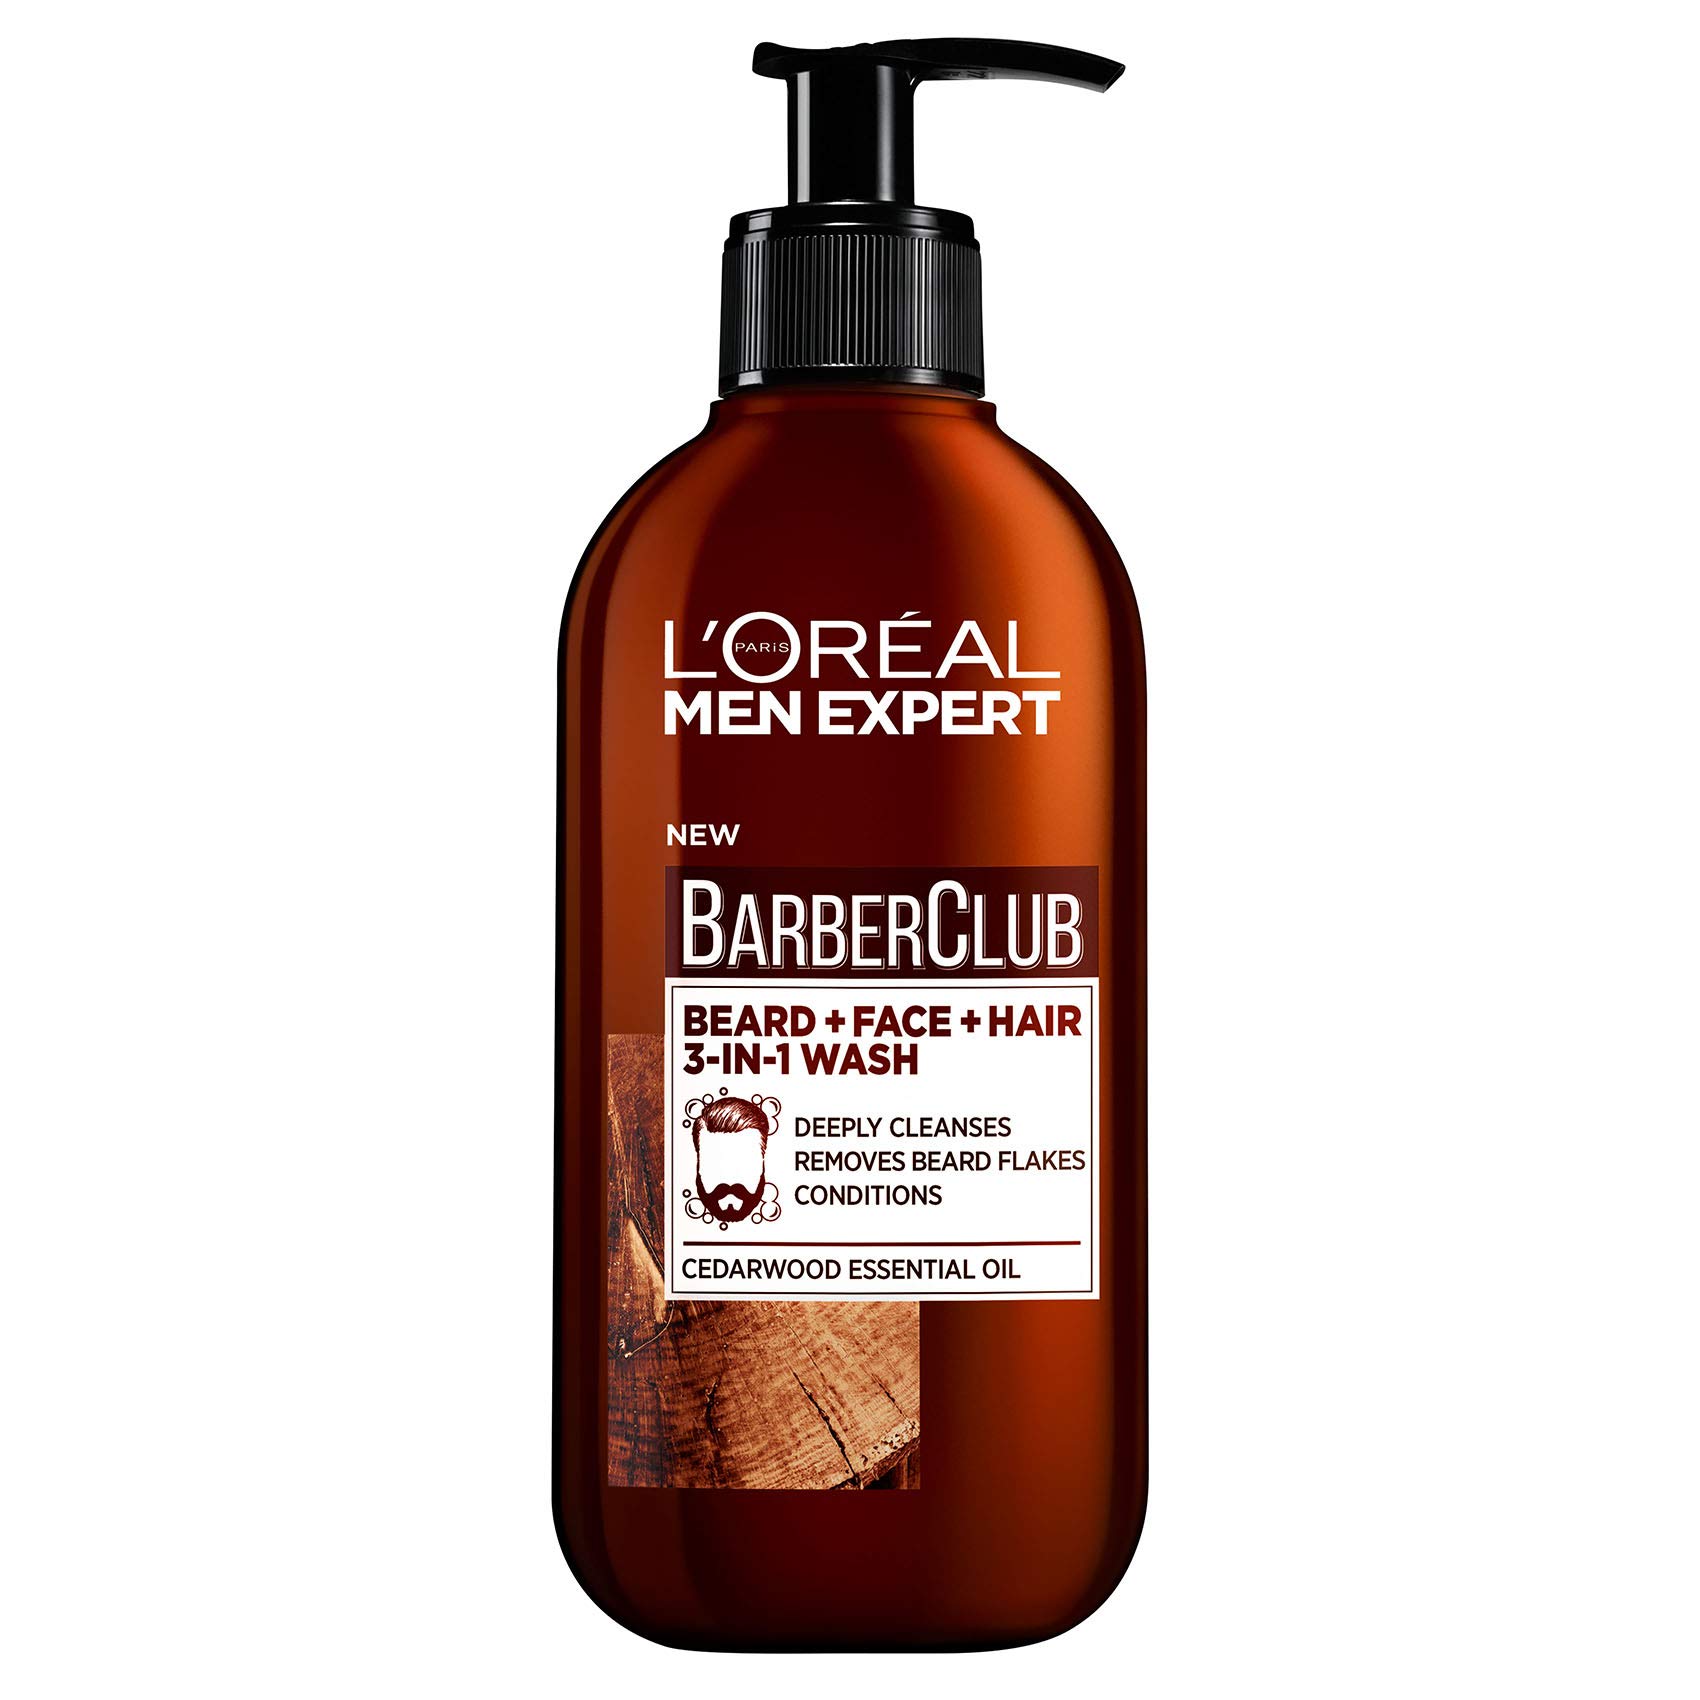 L'ORÉAL
PARiS
MEN EXPERT
NEW
BARBERCLUB
BEARD + FACE + HAIR
3-IN-1 WASH
DEEPLY CLEANSES
REMOVES BEARD FLAKES
CONDITIONS
CEDARWOOD ESSENTIAL OIL